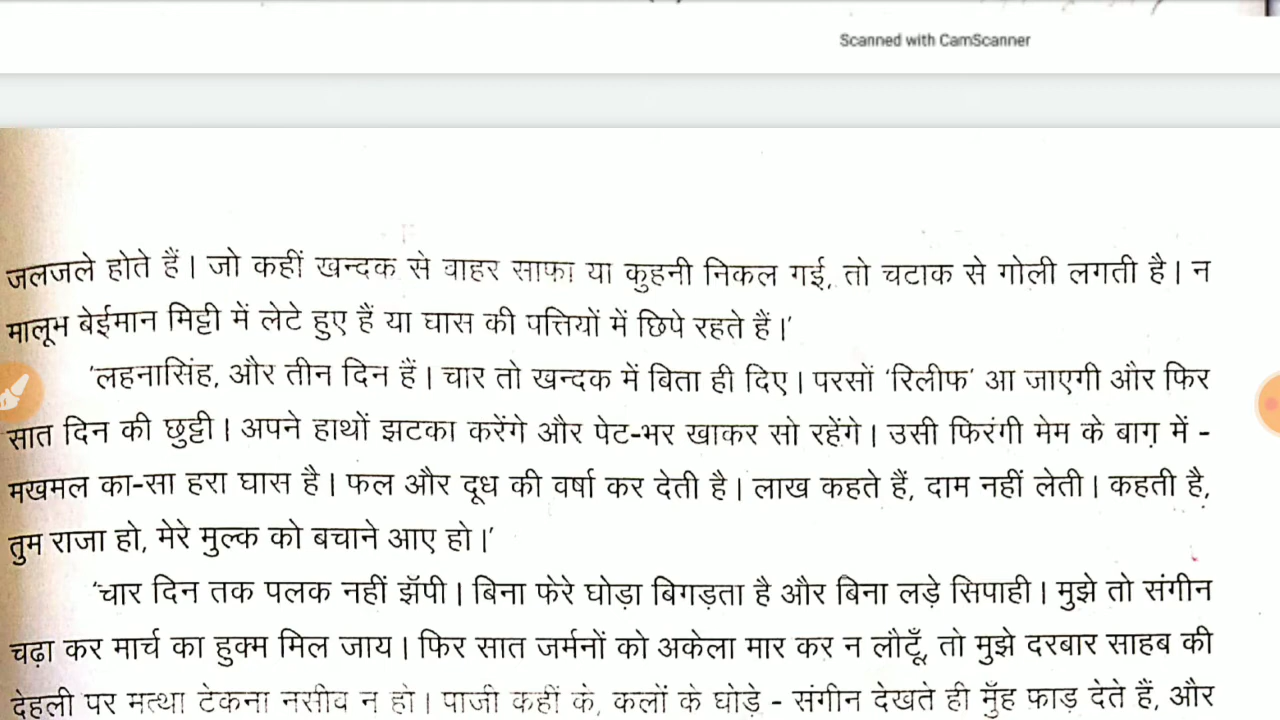 Scanned with CamScanner
जलजले होते हैं। जो कहीं खन्दक से वाहर साफा या कुहनी निकल गई, तो चटाक से गोली लगती है। न
मालूभ बेईमान मिट्टी में लेटे हुए हैं या घास की पत्तियों में छिपे रहते हैं।'
'लहनासिंह, और तीन दिन हैं। चार तो खन्दक में बिता ही दिए। परसों 'रिलीफ' आ जाएगी और फिर
सात दिन की छुट्टी। अपने हाथों झटका करेंगे और पेट-भर खाकर सो रहेंगे। उसी फिरंगी मेम के बाग़ में -
मखमल का-सा हरा घास है। फल और दूध की वर्षा कर देती है। लाख कहते हैं, दाम नहीं लेती। कहती है,
तुम राजा हो, मेरे मुल्क को बचाने आए हो।'
'चार दिन तक पलक नहीं झँपी। बिना फेरे घोड़ा बिगड़ता है और बिना लड़े सिपाही। मुझे तो संगीन
चढ़ा कर मार्च का हुक्म मिल जाय। फिर सात जर्मनों को अकेला मार कर न लौटूँ, तो मुझे दरबार साहब की
देहली पर मत्था टेकना नसीव न हो। पाजी कहीं के, कलों के घोड़े - संगीन देखते ही मुँह फ़ाड़ देते हैं, और